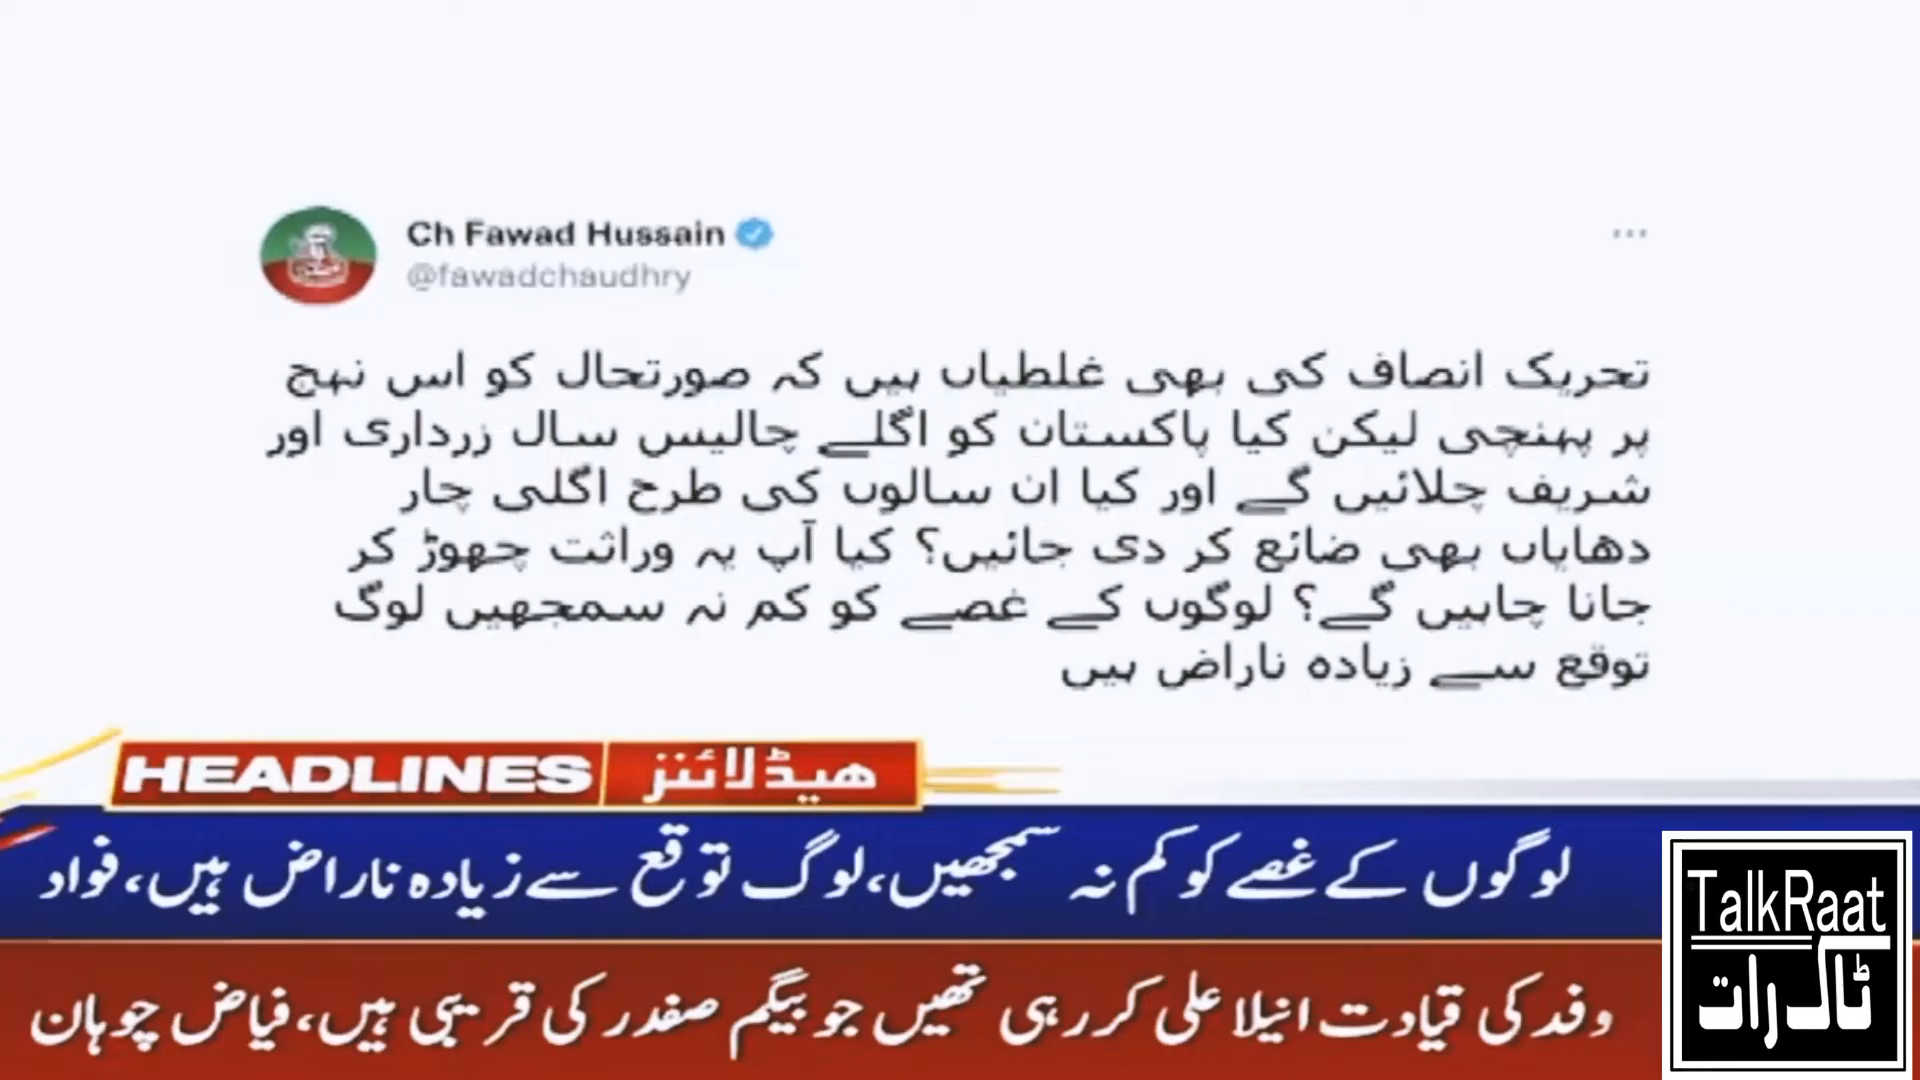 Ch Fawad Hussain
@fawadchaudhry
تحریک انصاف کی بھی غلطیاں ہیں کہ صورتحال کو اس نہج
پر پہنچی لیکن کیا پاکستان کو اگلے چالیس سال زرداری اور
شریف چلائیں گے اور کیا ان سالوں کی طرح اگلی چار
دھایاں بھی ضائع کر دی جائیں؟ کیا آپ یہ وراثت چھوڑ کر
جانا چاہیں گے؟ لوگوں کے غصے کو کم نہ سمجھیں لوگ
توقع سے زیادہ ناراض ہیں
HEADLINES ھیڈلائنز
لوگوں کے غصے کو کم نہ سمجھیں،لوگ توقع سے زیادہ ناراض ہیں،فواد
وفد کی قیادت انیلا علی کر رہی تھیں جو بیگم صفدر کی قریبی ہیں،فیاض چوہان
TalkRaat
ٹاک رات